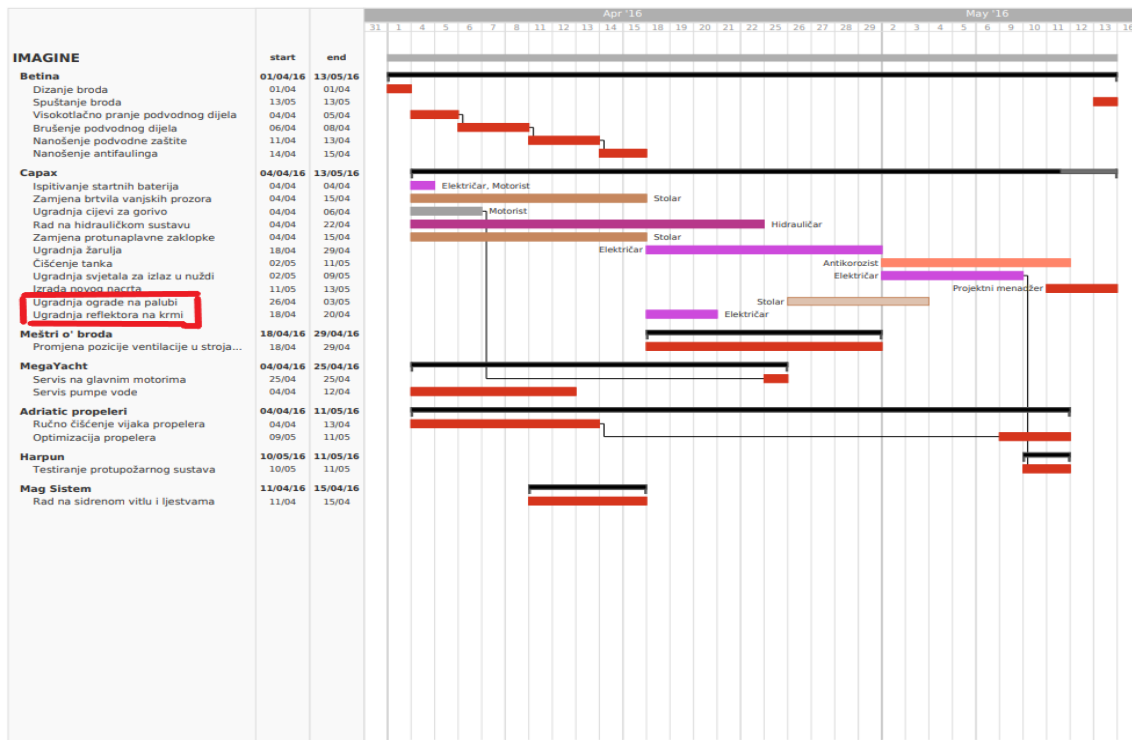 Apr '16 May '16
31 1 4 5 6 7 8 11 12 13 14 15 18 19 20 21 22 25 26 27 28 29 2 3 4 5 6 9 10 11 12 13 16
IMAGINE start end
Betina 01/04/16 13/05/16
Dizanje broda 01/04 01/04
Spuštanje broda 13/05 13/05
Visokotlačno pranje podvodnog dijela 04/04 05/04
Brušenje podvodnog dijela 06/04 08/04
Nanošenje podvodne zaštite 11/04 13/04
Nanošenje antifaulinga 14/04 15/04
Capax 04/04/16 13/05/16
Ispitivanje startnih baterija 04/04 04/04 Električar, Motorist
Zamjena brtvila vanjskih prozora 04/04 15/04 Stolar
Ugradnja cijevi za gorivo 04/04 06/04 Motorist
Rad na hidrauličkom sustavu 04/04 22/04 Hidrauličar
Zamjena protunaplavne zaklopke 04/04 15/04 Stolar
Ugradnja žarulja 18/04 29/04 Električar
Čišćenje tanka 02/05 11/05 Antikorozist
Ugradnja svjetala za izlaz u nuždi 02/05 09/05 Električar
Izrada novog nacrta 11/05 13/05 Projektni menadžer
Ugradnja ograde na palubi 26/04 03/05 Stolar
Ugradnja reflektora na krmi 18/04 20/04 Električar
Meštri o' broda 18/04/16 29/04/16
Promjena pozicije ventilacije u stroja... 18/04 29/04
MegaYacht 04/04/16 25/04/16
Servis na glavnim motorima 25/04 25/04
Servis pumpe vode 04/04 12/04
Adriatic propeleri 04/04/16 11/05/16
Ručno čišćenje vijaka propelera 04/04 13/04
Optimizacija propelera 09/05 11/05
Harpun 10/05/16 11/05/16
Testiranje protupožarnog sustava 10/05 11/05
Mag Sistem 11/04/16 15/04/16
Rad na sidrenom vitlu i ljestvama 11/04 15/04